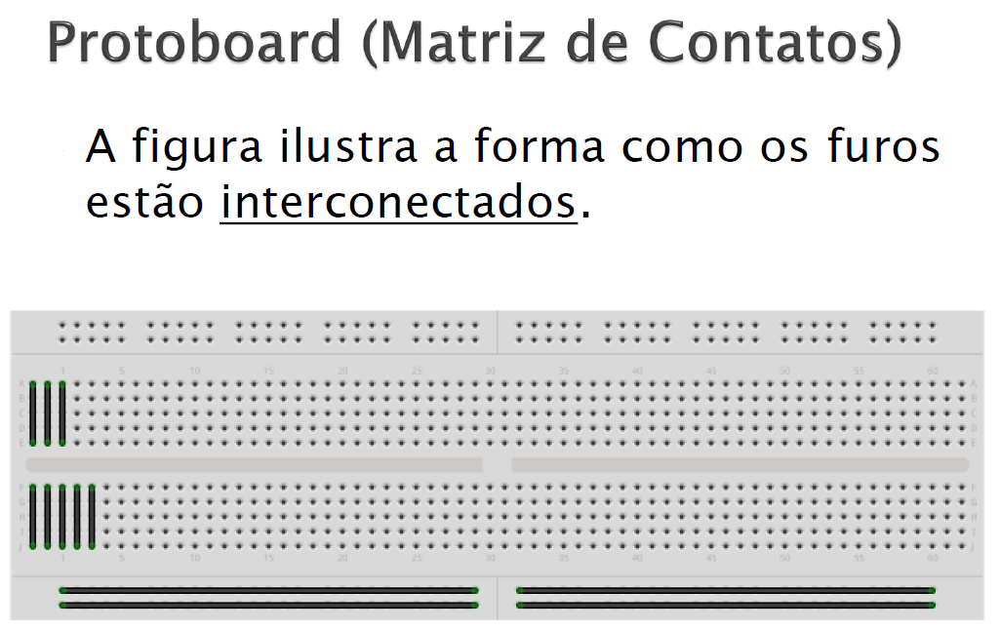 Protoboard (Matriz de Contatos)
A figura ilustra a forma como os furos
estão interconectados.
1 5 10 15 20 25 30 35 40 45 50 55 60
A A
B B
C C
D D
E E
F F
G G
H H
I I
J J
1 5 10 15 20 25 30 35 40 45 50 55 60